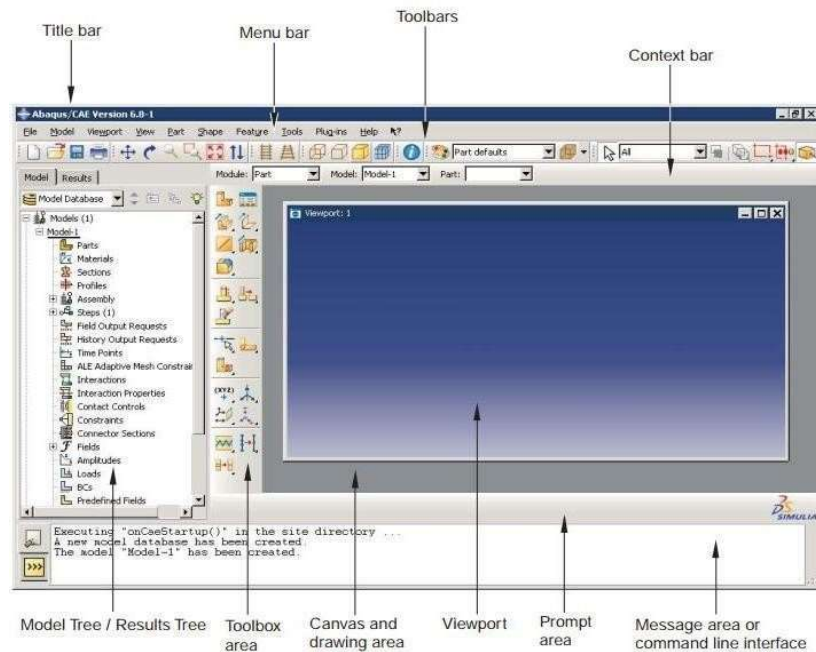 Title bar
Menu bar
Toolbars
Context bar
Abaqus/CAE Version 6.8-1
File Model Viewport View Part Shape Feature Tools Plug-ins Help
Part defaults
All
Model Results
Module: Part Model: Model-1 Part:
Model Database
Models (1)
Model-1
Parts
Materials
Sections
Profiles
Assembly
Steps (1)
Field Output Requests
History Output Requests
Time Points
ALE Adaptive Mesh Constrain
Interactions
Interaction Properties
Contact Controls
Constraints
Connector Sections
Fields
Amplitudes
Loads
BCs
Predefined Fields
(XYZ)
Viewport: 1
SIMULIA
Executing "onCaeStartup()" in the site directory ...
A new model database has been created.
The model "Model-1" has been created.
>>>
Model Tree / Results Tree
Toolbox
area
Canvas and
drawing area
Viewport
Prompt
area
Message area or
command line interface